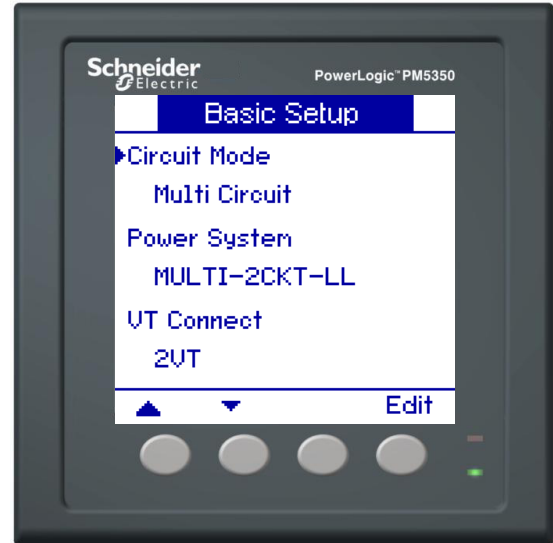 Schneider
Electric
PowerLogic™ PM5350
Basic Setup
Circuit Mode
Multi Circuit
Power System
MULTI-2CKT-LL
VT Connect
2VT
Edit